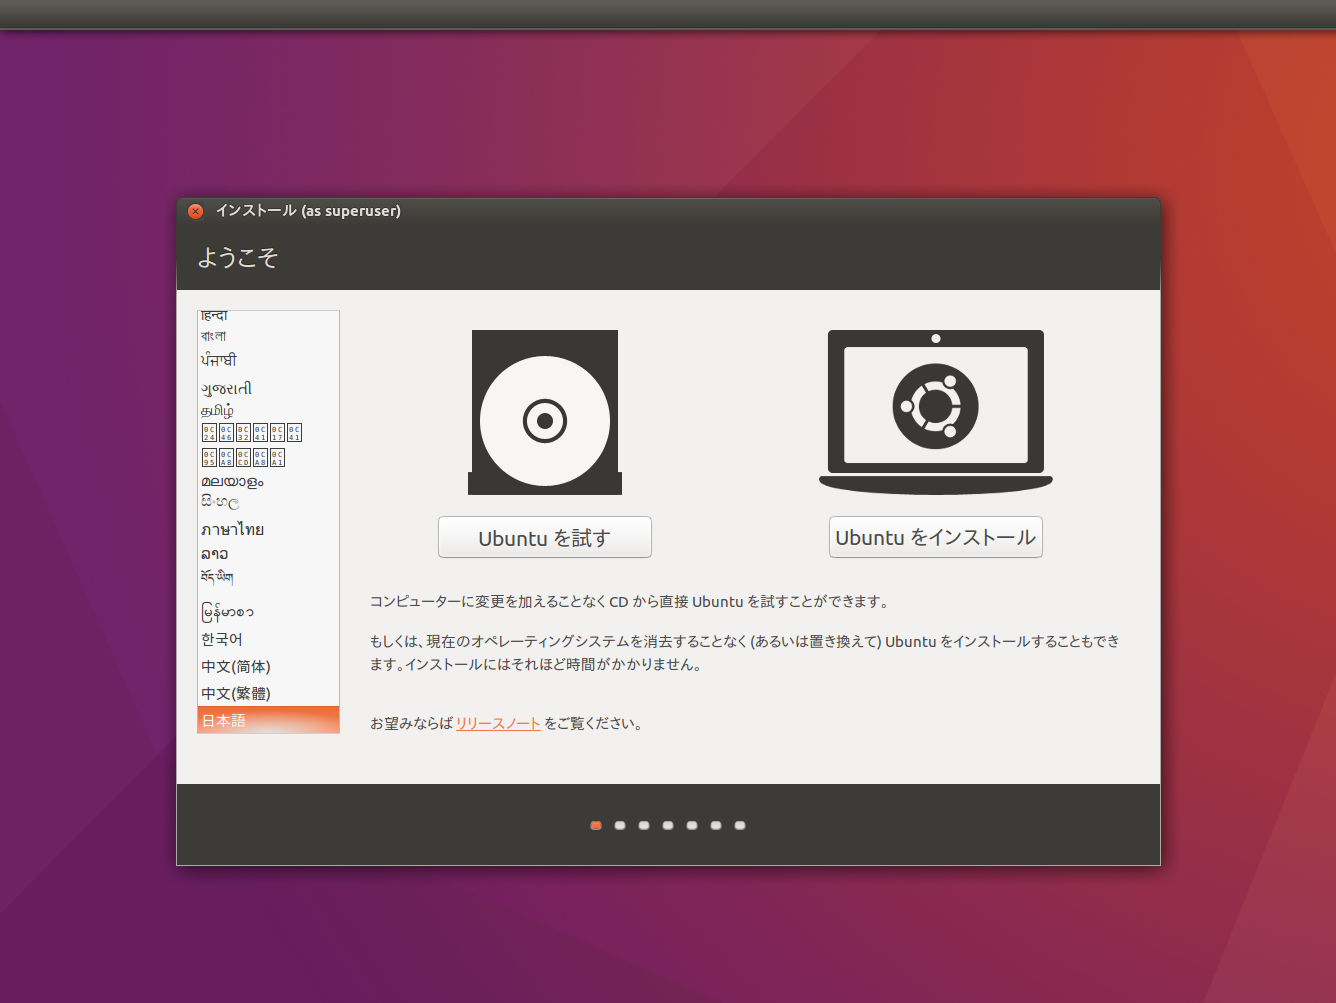 インストール (as superuser)
ようこそ
हिन्दी
বাংলা
ਪੰਜਾਬੀ
ગુજરાતી
தமிழ்
മലയാളം
සිංහල
ภาษาไทย
ລາວ
བོད་ཡིག
မြန်မာစာ
한국어
中文(简体)
中文(繁體)
日本語
Ubuntu を試す
Ubuntu をインストール
コンピューターに変更を加えることなく CD から直接 Ubuntu を試すことができます。
もしくは、現在のオペレーティングシステムを消去することなく (あるいは置き換えて) Ubuntu をインストールすることもでき
ます。インストールにはそれほど時間がかかりません。
お望みならば リリースノート をご覧ください。